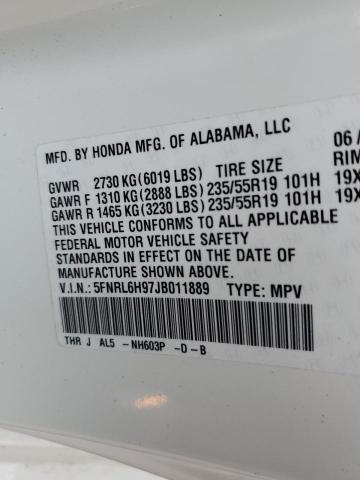 MFD. BY HONDA MFG. OF ALABAMA, LLC 06/
GVWR 2730 KG (6019 LBS) TIRE SIZE RIM
GAWR F 1310 KG (2888 LBS) 235/55R19 101H 19X
GAWR R 1465 KG (3230 LBS) 235/55R19 101H 19X
THIS VEHICLE CONFORMS TO ALL APPLICABLE
FEDERAL MOTOR VEHICLE SAFETY
STANDARDS IN EFFECT ON THE DATE OF
MANUFACTURE SHOWN ABOVE.
V.I.N.: 5FNRL6H97JB011889 TYPE: MPV
THR J AL5 -NH603P -D-B